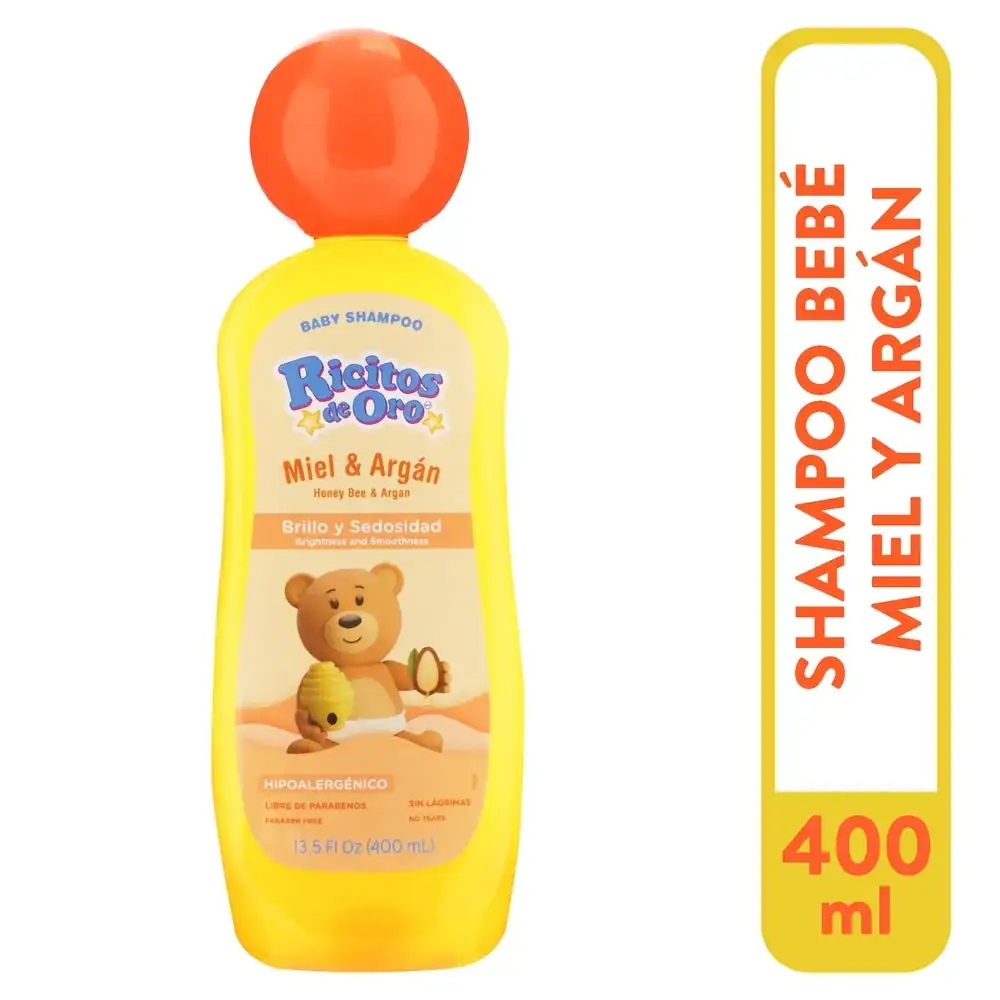 BABY SHAMPOO
Ricitos
de Oro
Miel & Argán
Honey Bee & Argan
Brillo y Sedosidad
Brightness and Smoothness
HIPOALERGÉNICO
LIBRE DE PARABENOS
PARABEN FREE
SIN LÁGRIMAS
NO TEARS
13.5 Fl Oz (400 mL)
SHAMPOO BEBÉ
MIEL Y ARGÁN
400
ml